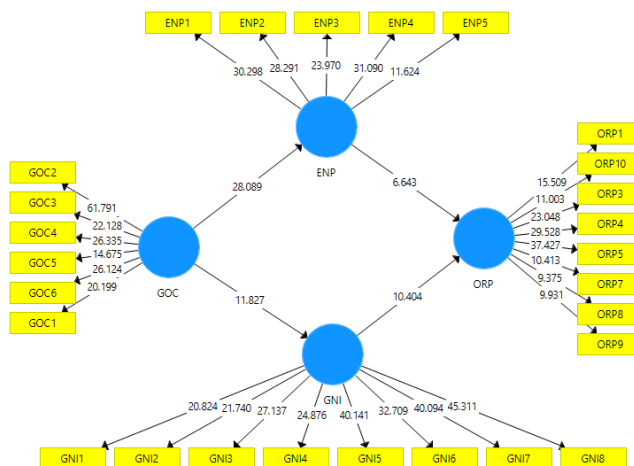 ENP1
ENP2
ENP3
ENP4
ENP5
30.298
28.291
23.970
31.090
11.624
ENP
GOC2
GOC3
GOC4
GOC5
GOC6
GOC1
61.791
22.128
26.335
14.675
26.124
20.199
GOC
28.089
11.827
6.643
10.404
ORP
15.509
11.003
23.048
29.528
37.427
10.413
9.375
9.931
ORP1
ORP10
ORP3
ORP4
ORP5
ORP7
ORP8
ORP9
GNI
20.824
21.740
27.137
24.876
40.141
32.709
40.094
45.311
GNI1
GNI2
GNI3
GNI4
GNI5
GNI6
GNI7
GNI8